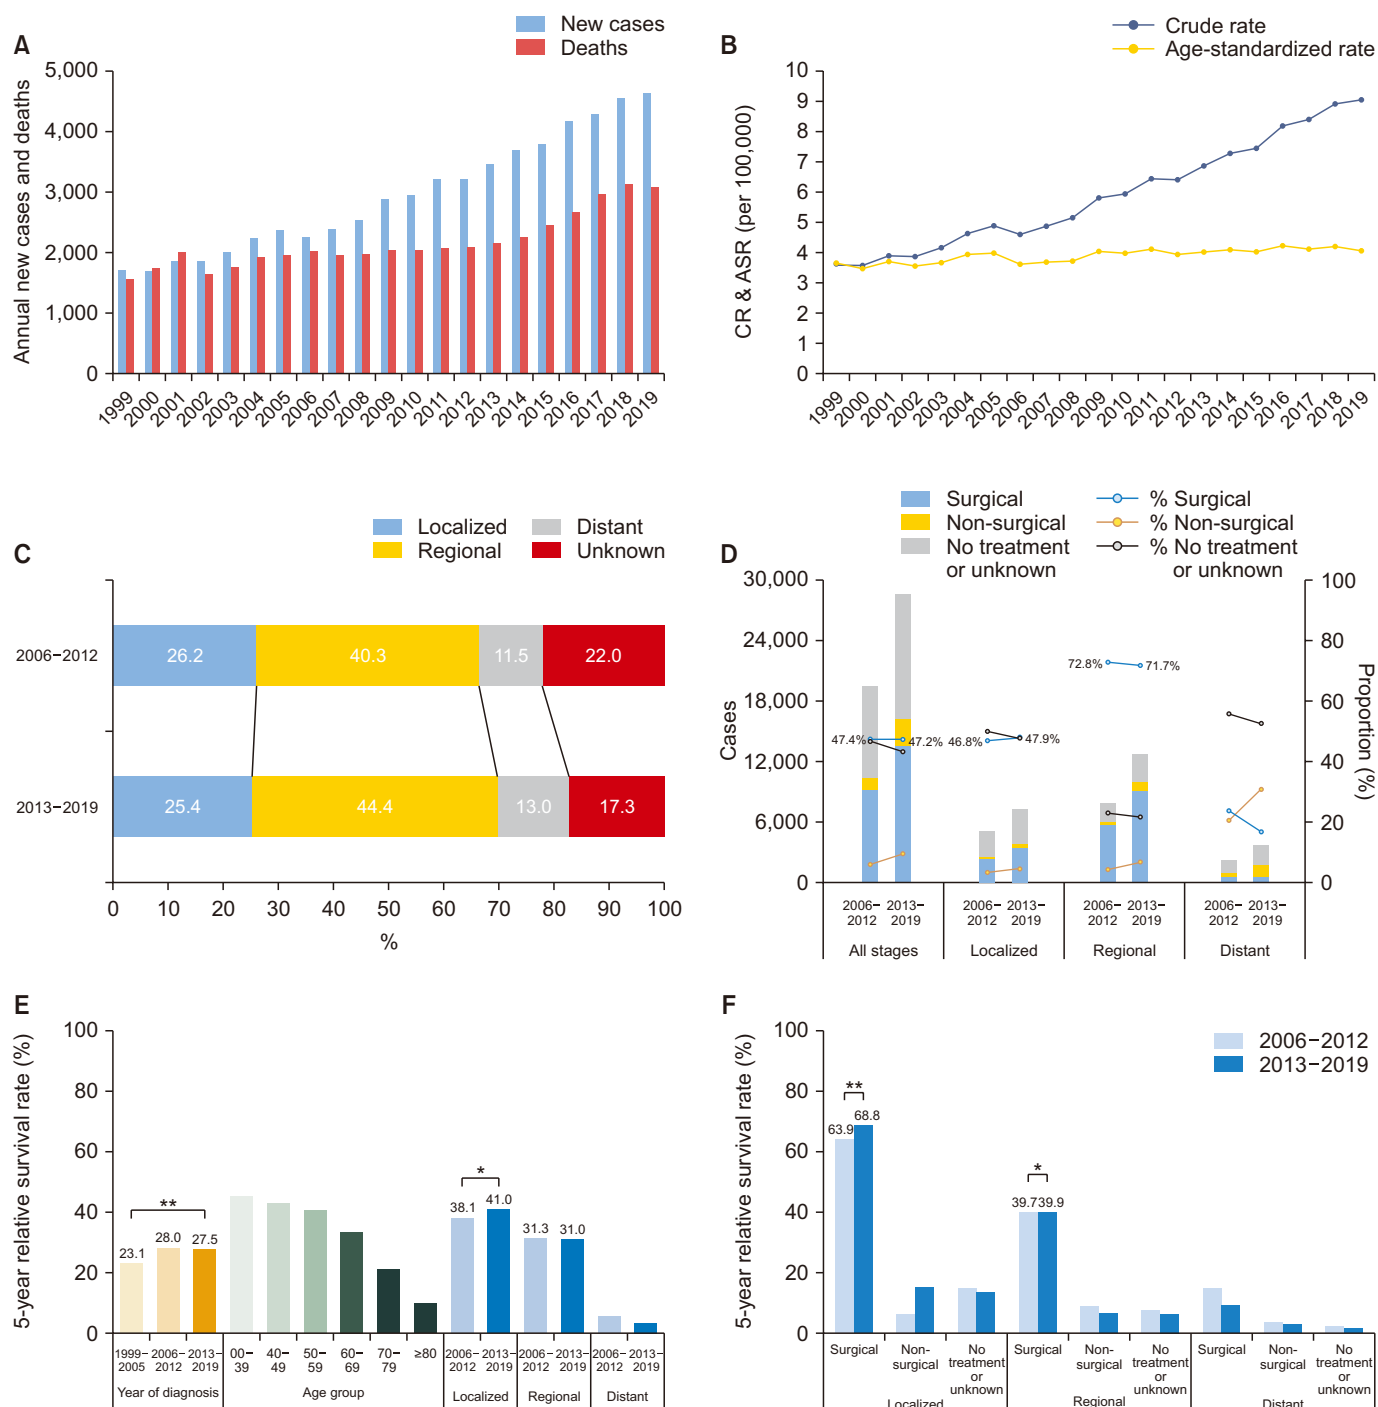 A
New cases
Deaths
Annual new cases and deaths
5,000
4,000
3,000
2,000
1,000
0
1999 2000 2001 2002 2003 2004 2005 2006 2007 2008 2009 2010 2011 2012 2013 2014 2015 2016 2017 2018 2019
B
Crude rate
Age-standardized rate
CR & ASR (per 100,000)
10
9
8
7
6
5
4
3
2
1
0
1999 2000 2001 2002 2003 2004 2005 2006 2007 2008 2009 2010 2011 2012 2013 2014 2015 2016 2017 2018 2019
C
Localized Distant
Regional Unknown
2006–2012
26.2 40.3 11.5 22.0
2013–2019
25.4 44.4 13.0 17.3
0 10 20 30 40 50 60 70 80 90 100
%
D
Surgical % Surgical
Non-surgical % Non-surgical
No treatment % No treatment
or unknown or unknown
Cases
30,000
24,000
18,000
12,000
6,000
0
Proportion (%)
100
80
60
40
20
0
47.4% 47.2% 46.8% 47.9% 72.8% 71.7%
2006– 2013– 2006– 2013– 2006– 2013– 2006– 2013–
2012 2019 2012 2019 2012 2019 2012 2019
All stages Localized Regional Distant
E
5-year relative survival rate (%)
100
80
60
40
20
0
** *
23.1 28.0 27.5 38.1 41.0 31.3 31.0
1999– 2006– 2013– 00– 40– 50– 60– 70– ≥80 2006– 2013– 2006– 2013– 2006– 2013–
2005 2012 2019 39 49 59 69 79 2012 2019 2012 2019 2012 2019
Year of diagnosis Age group Localized Regional Distant
F
2006–2012
2013–2019
5-year relative survival rate (%)
100
80
60
40
20
0
** *
63.9 68.8 39.7 39.9
Surgical Non- No Surgical Non- No Surgical Non- No
surgical treatment surgical treatment surgical treatment
or or or
unknown unknown unknown
Localized Regional Distant